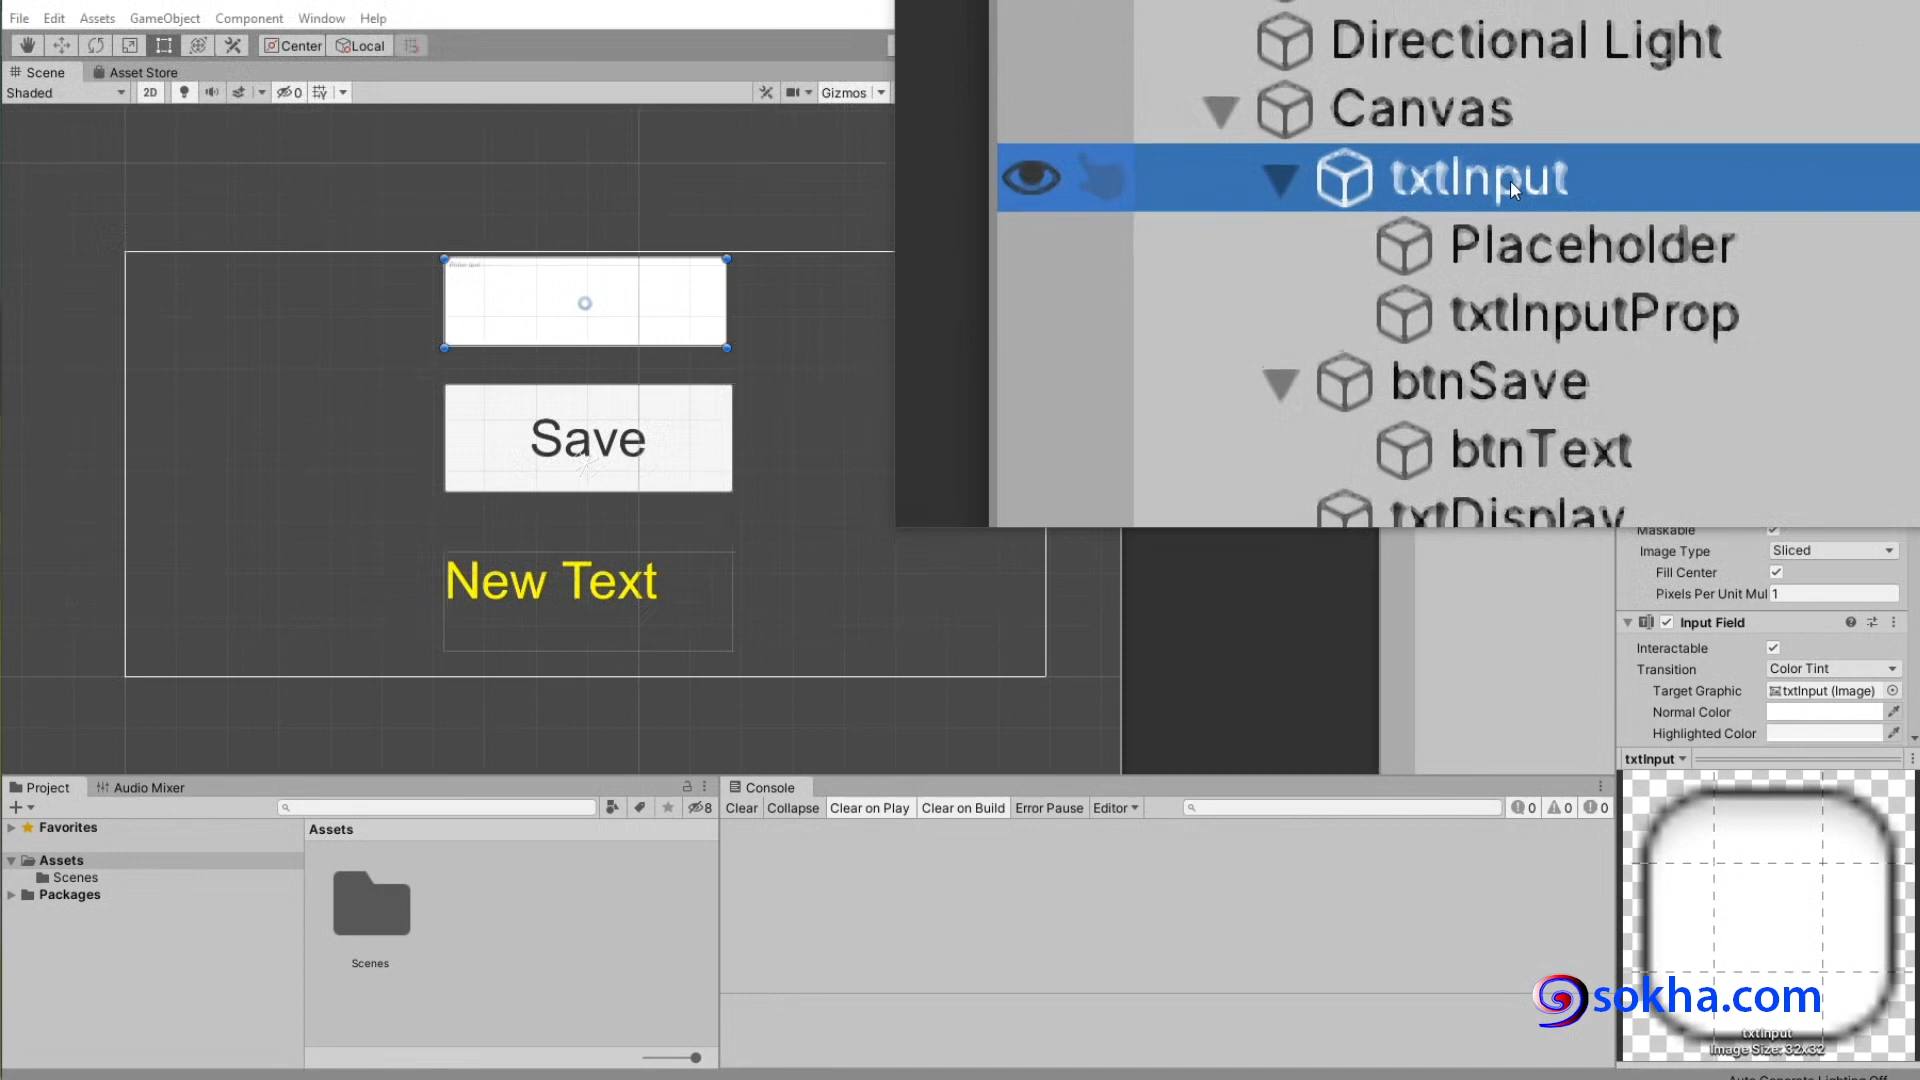 File Edit Assets GameObject Component Window Help
Center Local
Scene Asset Store
Shaded 2D 0 Gizmos
Directional Light
Canvas
txtInput
Placeholder
txtInputProp
btnSave
btnText
txtDisplay
Save
New Text
Maskable
Image Type Sliced
Fill Center
Pixels Per Unit Mul 1
Input Field
Interactable
Transition Color Tint
Target Graphic txtInput (Image)
Normal Color
Highlighted Color
txtInput
Project Audio Mixer
8
Favorites
Assets
Scenes
Packages
Assets
Scenes
Console
Clear Collapse Clear on Play Clear on Build Error Pause Editor 0 0 0
sokha.com
txtInput
Image Size: 32x32